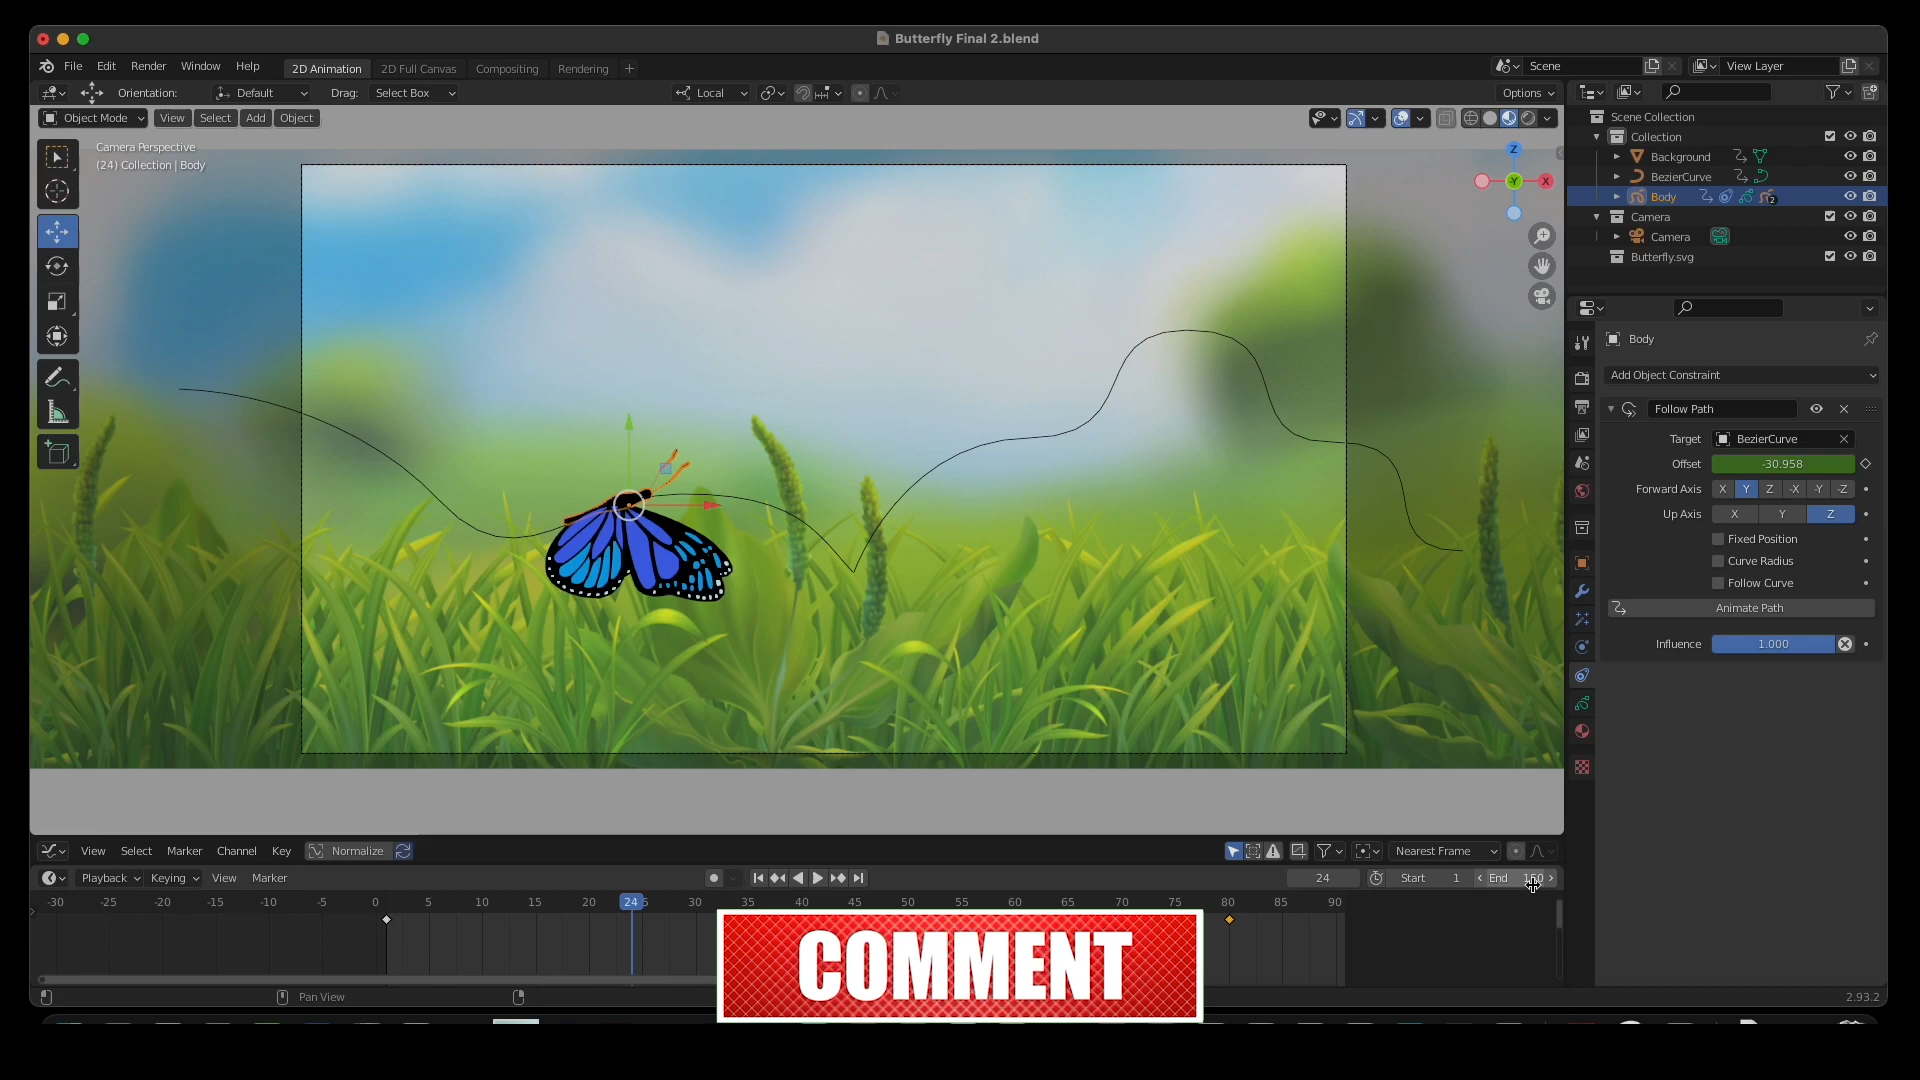 Butterfly Final 2.blend
File Edit Render Window Help 2D Animation 2D Full Canvas Compositing Rendering + Scene View Layer
Orientation: Default Drag: Select Box Local Options
Object Mode View Select Add Object
Camera Perspective
(24) Collection | Body
Z
Y
X
Scene Collection
Collection
Background
BezierCurve
Body 2
Camera
Camera
Butterfly.svg
Body
Add Object Constraint
Follow Path
Target BezierCurve
Offset -30.958
Forward Axis X Y Z -X -Y -Z
Up Axis X Y Z
Fixed Position
Curve Radius
Follow Curve
Animate Path
Influence 1.000
View Select Marker Channel Key Normalize Nearest Frame
Playback Keying View Marker 24 Start 1 End
-30 -25 -20 -15 -10 -5 0 5 10 15 20 24 30 35 40 45 50 55 60 65 70 75 80 85 90
COMMENT
Pan View
2.93.2